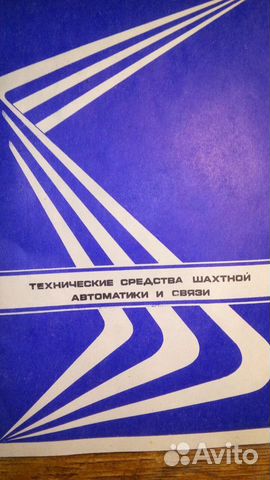 ТЕХНИЧЕСКИЕ СРЕДСТВА ШАХТНОЙ
АВТОМАТИКИ И СВЯЗИ
Avito